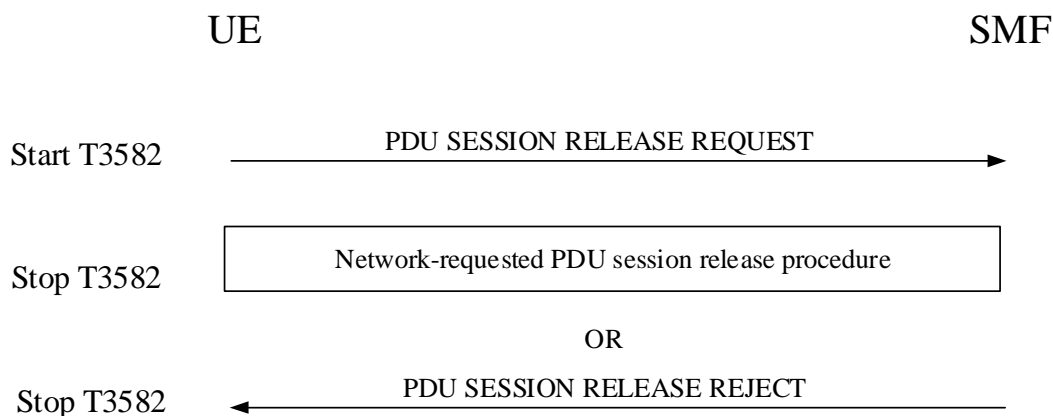 UE SMF
Start T3582 PDU SESSION RELEASE REQUEST
Stop T3582 Network-requested PDU session release procedure
OR
Stop T3582 PDU SESSION RELEASE REJECT